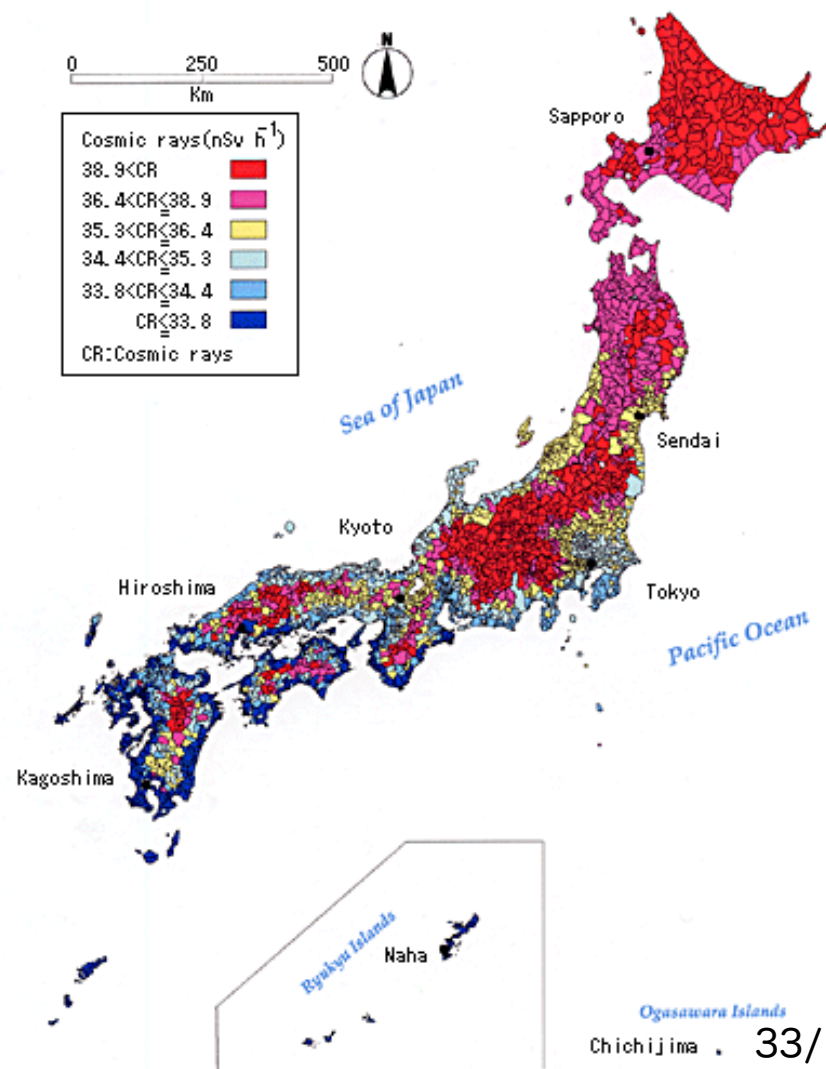 N
0 250 500
Km
Cosmic rays(nSv h⁻¹)
38.9<CR
36.4<CR≦38.9
35.3<CR≦36.4
34.4<CR≦35.3
33.8<CR≦34.4
CR≦33.8
CR:Cosmic rays
Sapporo
Sea of Japan
Sendai
Kyoto
Hiroshima
Tokyo
Pacific Ocean
Kagoshima
Ryukyu Islands
Naha
Ogasawara Islands
Chichijima
33/